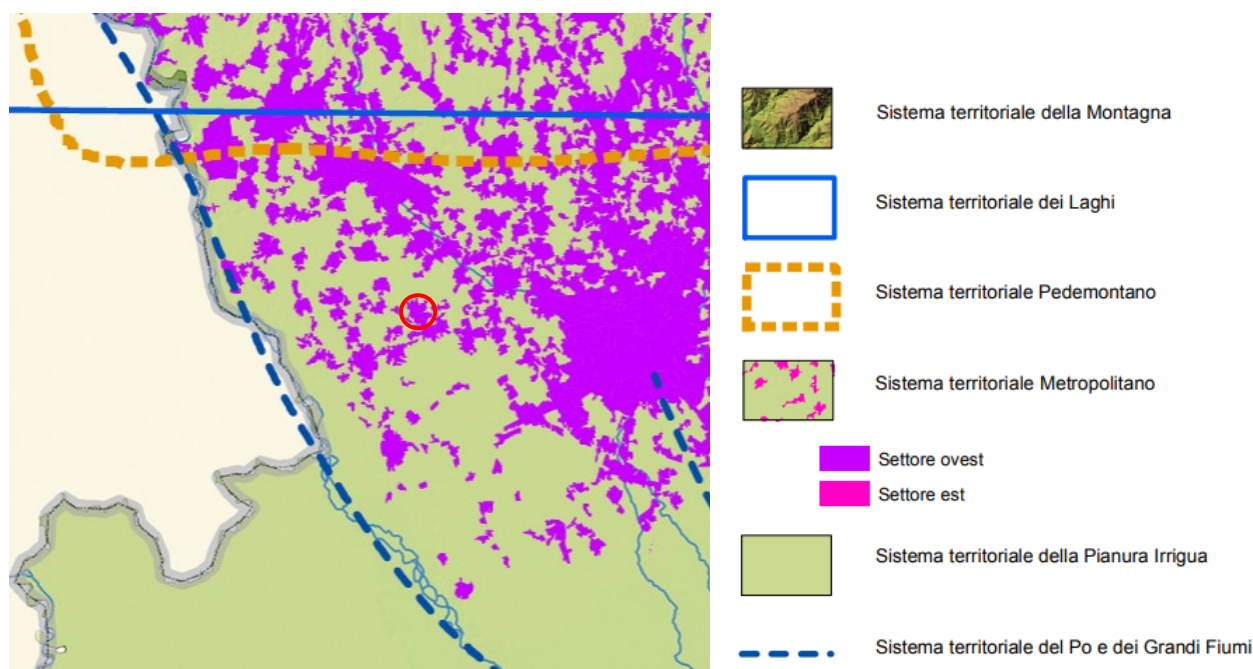 Sistema territoriale della Montagna
Sistema territoriale dei Laghi
Sistema territoriale Pedemontano
Sistema territoriale Metropolitano
Settore ovest
Settore est
Sistema territoriale della Pianura Irrigua
Sistema territoriale del Po e dei Grandi Fiumi